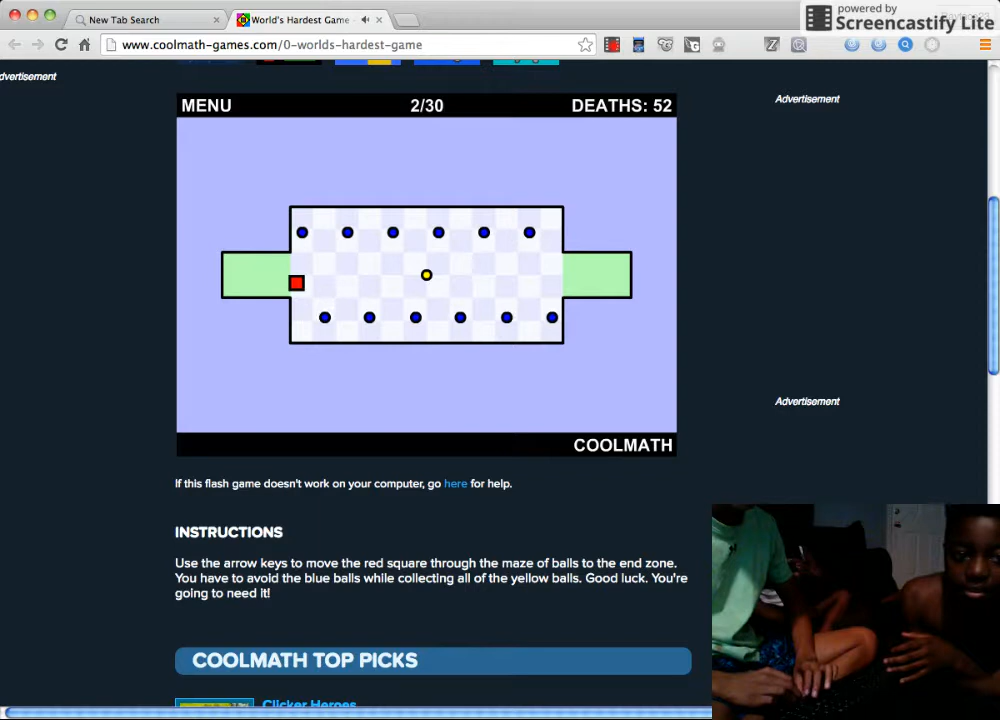 New Tab Search
World's Hardest Game
powered by
Screencastify Lite
www.coolmath-games.com/0-worlds-hardest-game
dvertisement
Advertisement
MENU 2/30 DEATHS: 52
COOLMATH
Advertisement
If this flash game doesn't work on your computer, go here for help.
INSTRUCTIONS
Use the arrow keys to move the red square through the maze of balls to the end zone.
You have to avoid the blue balls while collecting all of the yellow balls. Good luck. You're
going to need it!
COOLMATH TOP PICKS
Clicker Heroes